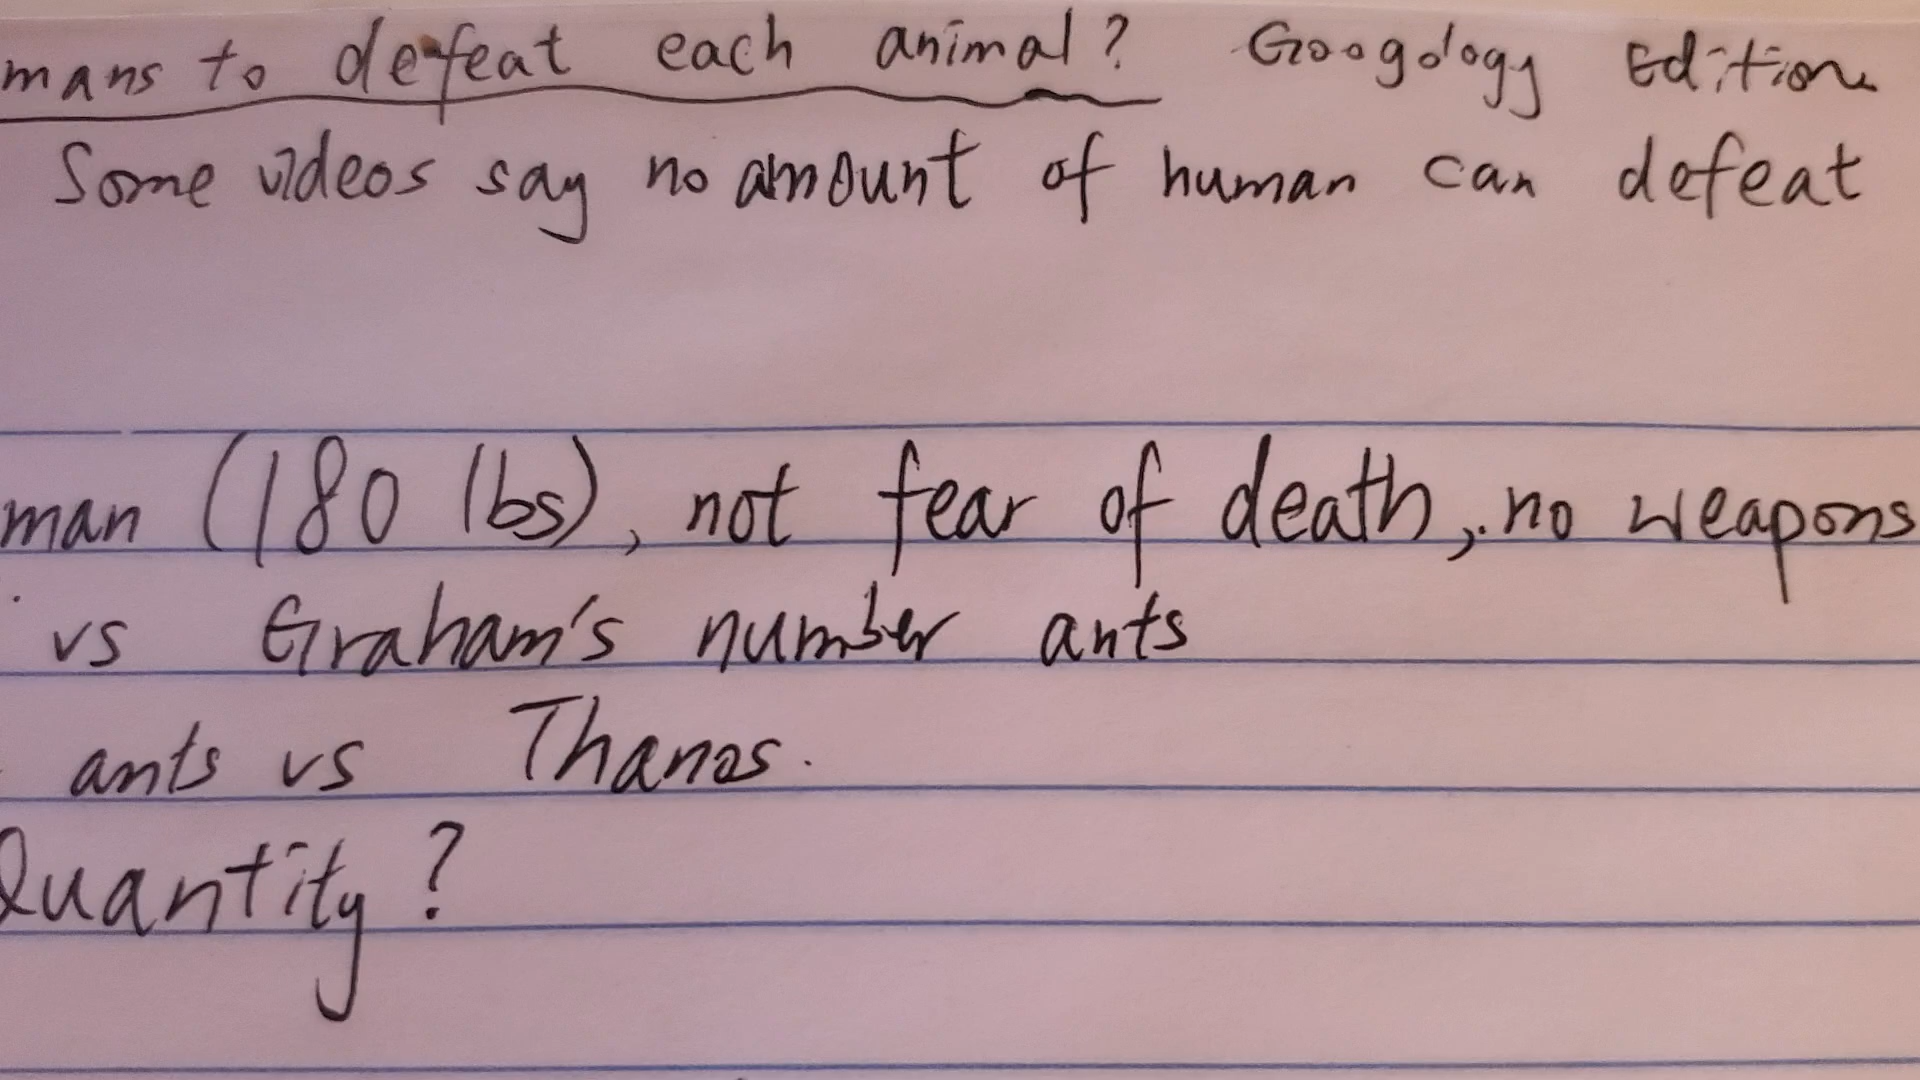 mans to defeat each animal? Googology Edition
Some videos say no amount of human can defeat
man (180 lbs), not fear of death, no weapons
vs Graham's number ants
ants vs Thanos.
Quantity?